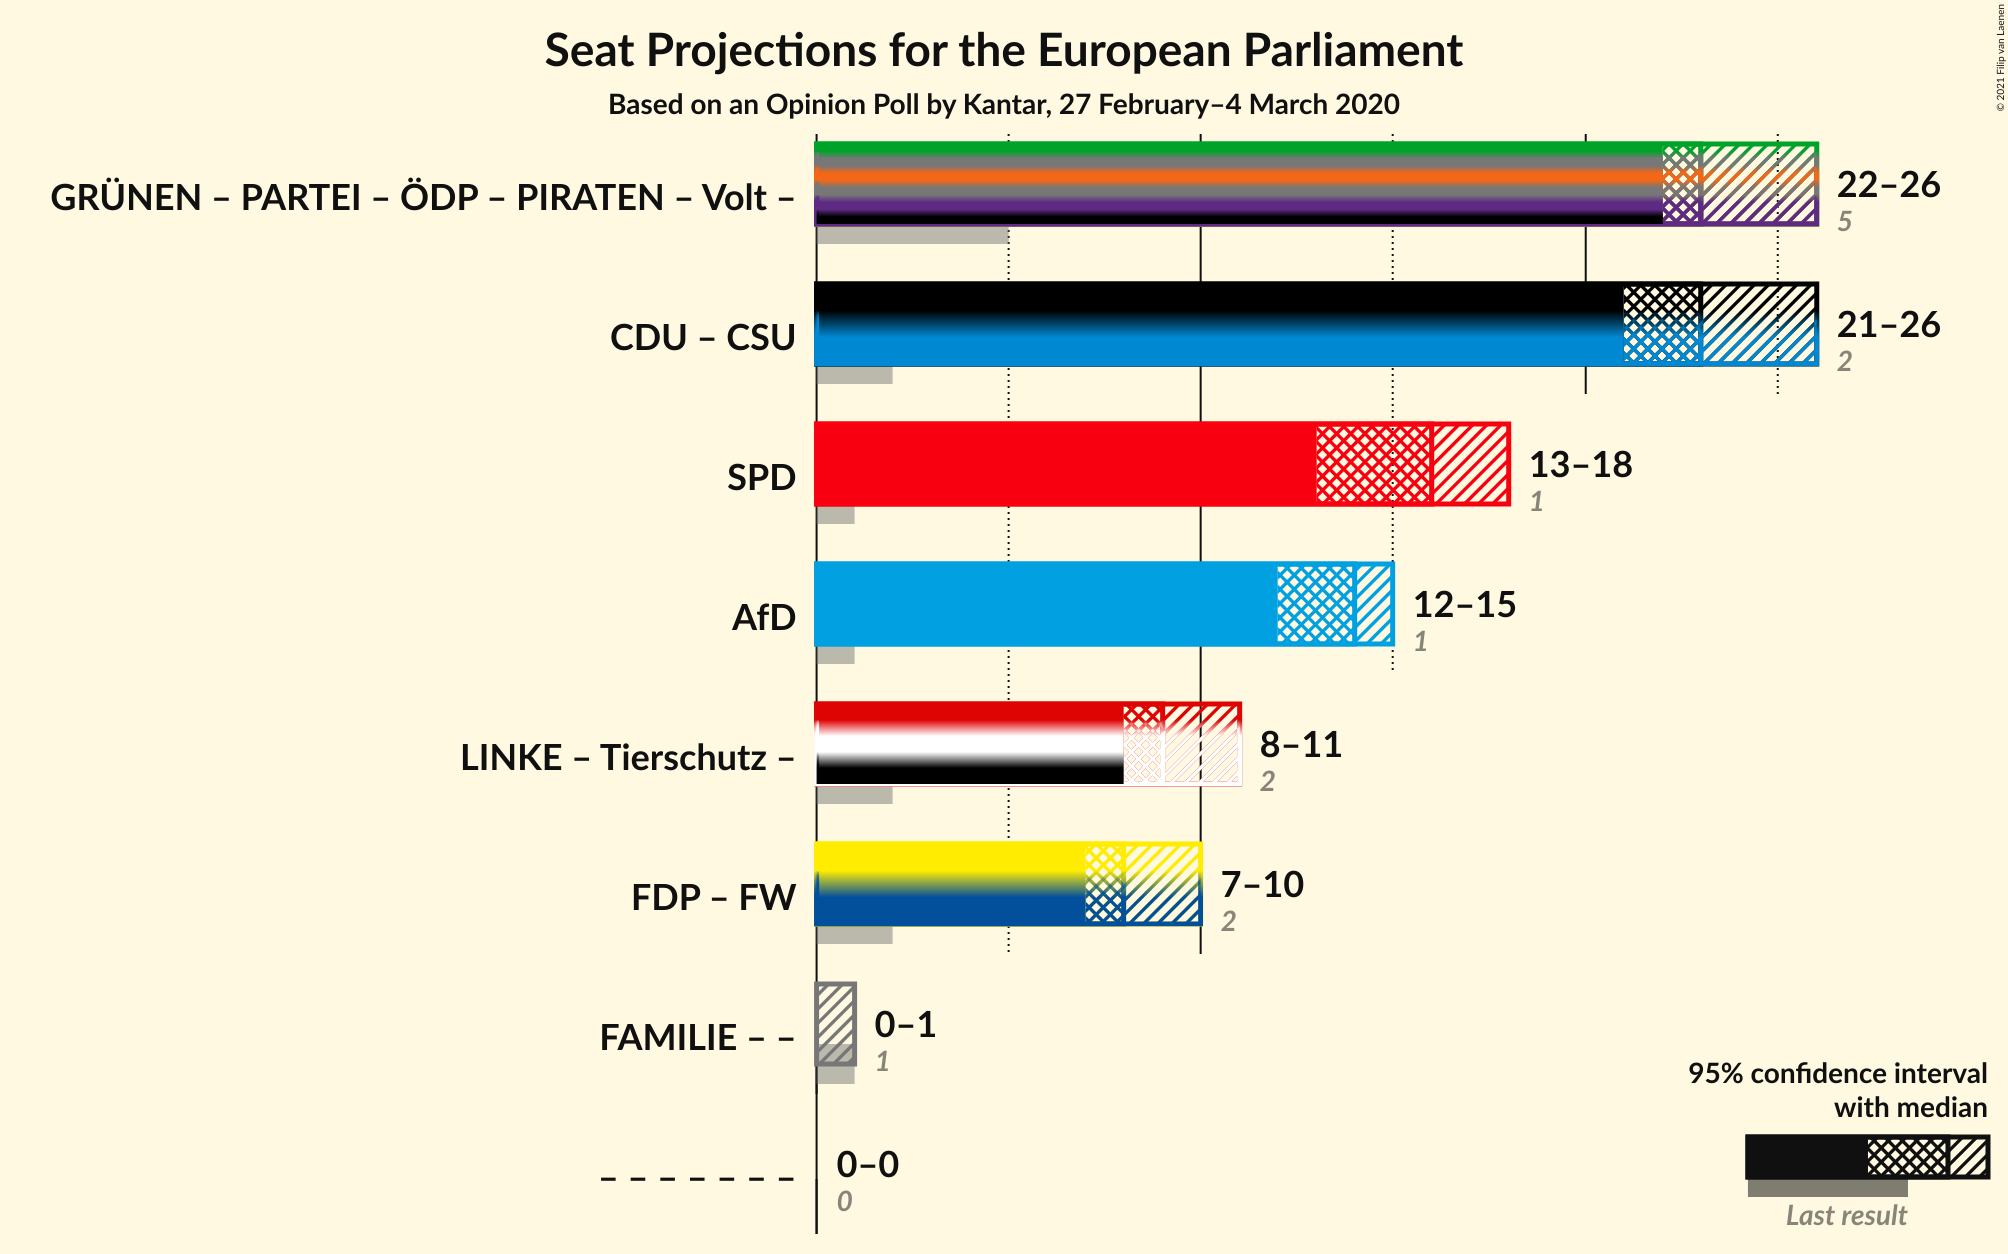 Seat Projections for the European Parliament
Based on an Opinion Poll by Kantar, 27 February–4 March 2020
© 2021 Filip van Laenen
GRÜNEN – PARTEI – ÖDP – PIRATEN – Volt –
22–26
5
CDU – CSU
21–26
2
SPD
13–18
1
AfD
12–15
1
LINKE – Tierschutz –
8–11
2
FDP – FW
7–10
2
FAMILIE – –
0–1
1
– – – – – – –
0–0
0
95% confidence interval
with median
Last result